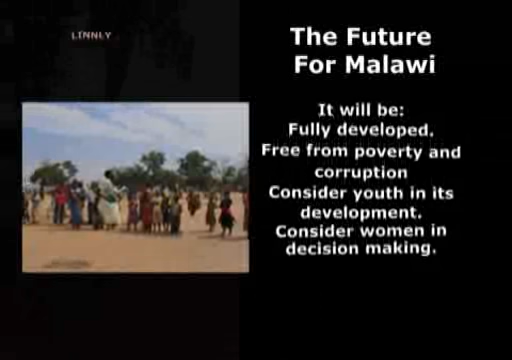 LINNLY
The Future
For Malawi
It will be:
Fully developed.
Free from poverty and
corruption
Consider youth in its
development.
Consider women in
decision making.